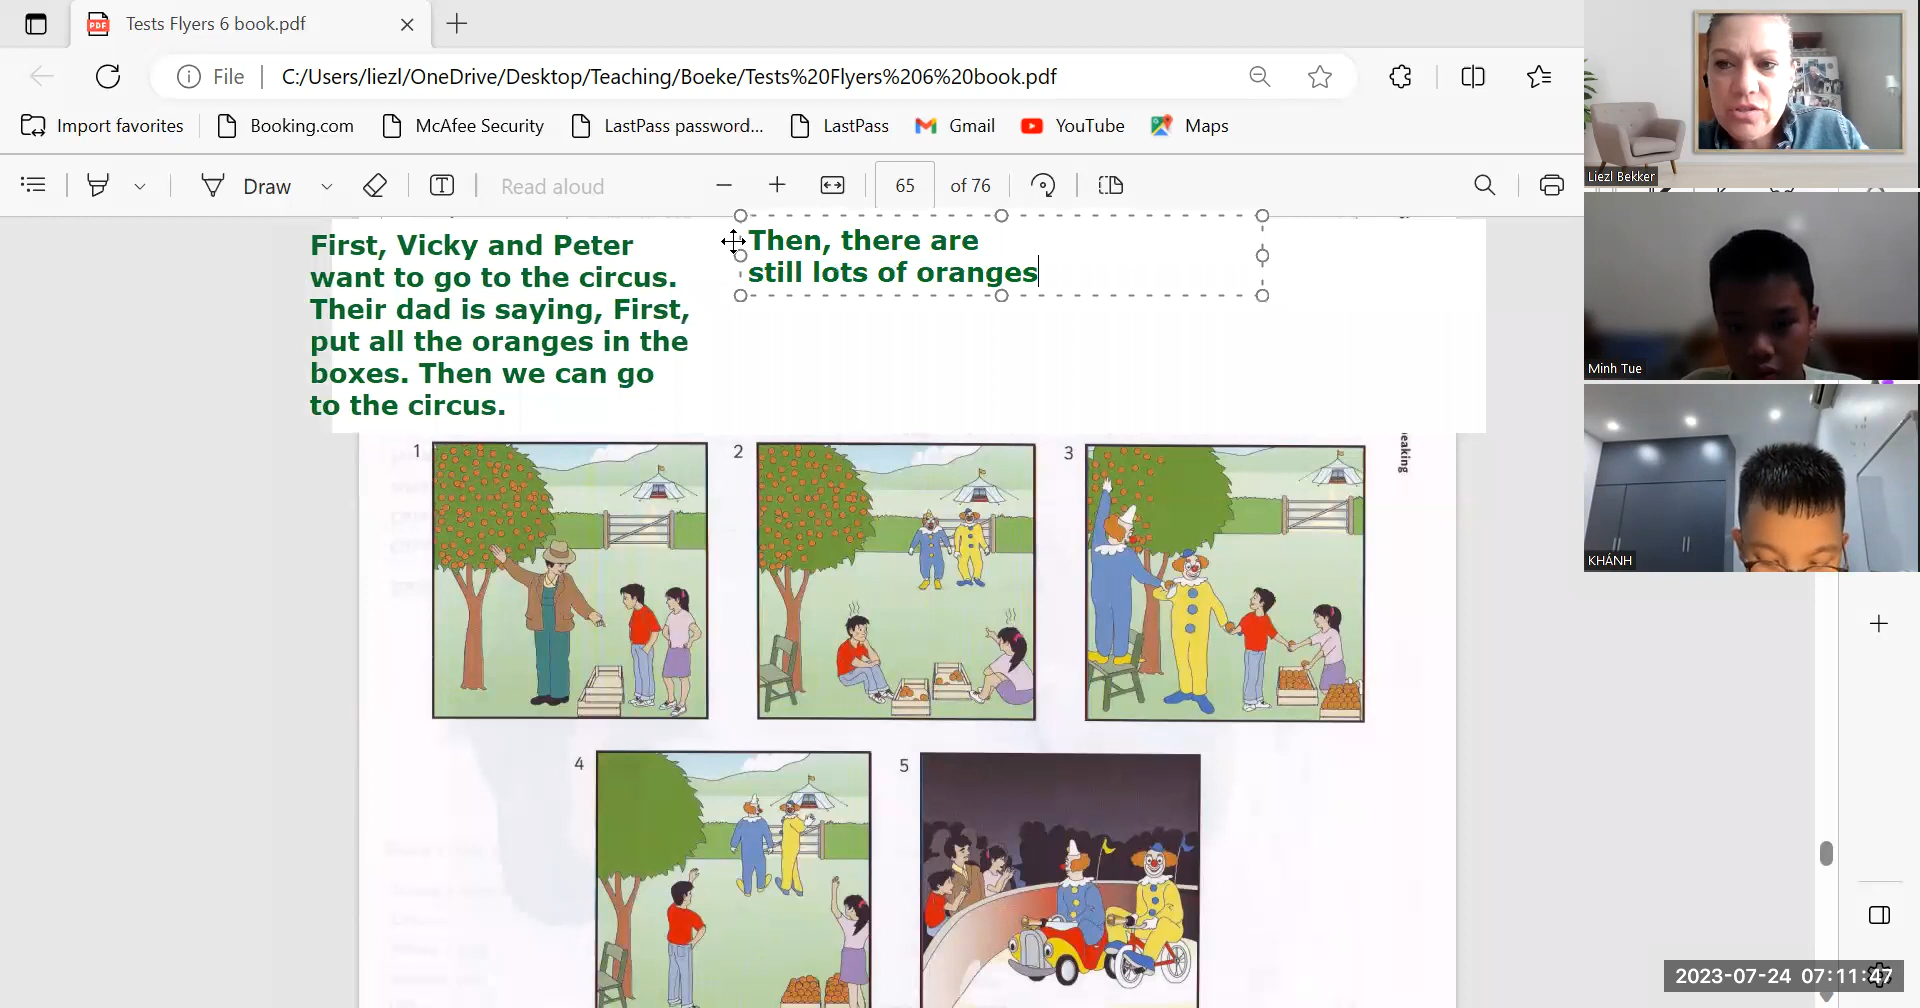 Tests Flyers 6 book.pdf
File
C:/Users/liezl/OneDrive/Desktop/Teaching/Boeke/Tests%20Flyers%206%20book.pdf
Import favorites
Booking.com
McAfee Security
LastPass password...
LastPass
Gmail
YouTube
Maps
Draw
Read aloud
65
of 76
First, Vicky and Peter
want to go to the circus.
Their dad is saying, First,
put all the oranges in the
boxes. Then we can go
to the circus.
Then, there are
still lots of oranges
1
2
3
4
5
Liezl Bekker
Minh Tue
KHÁNH
2023-07-24 07:11:47